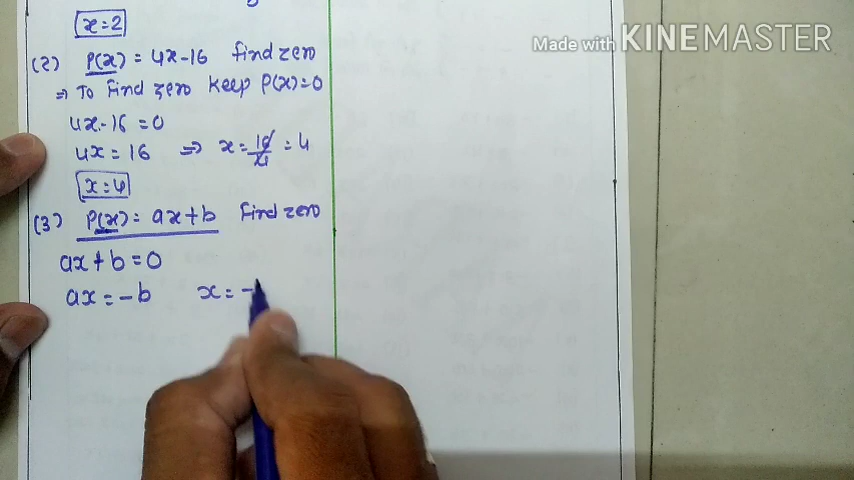 x=2
Made with KINEMASTER
(2) P(x) = 4x-16 find zero
⇒ To find zero keep P(x)=0
4x-16 =0
4x = 16 ⇒ x = 16/4 = 4
x=4
(3) P(x) = ax+b find zero
ax+b=0
ax = -b x = -